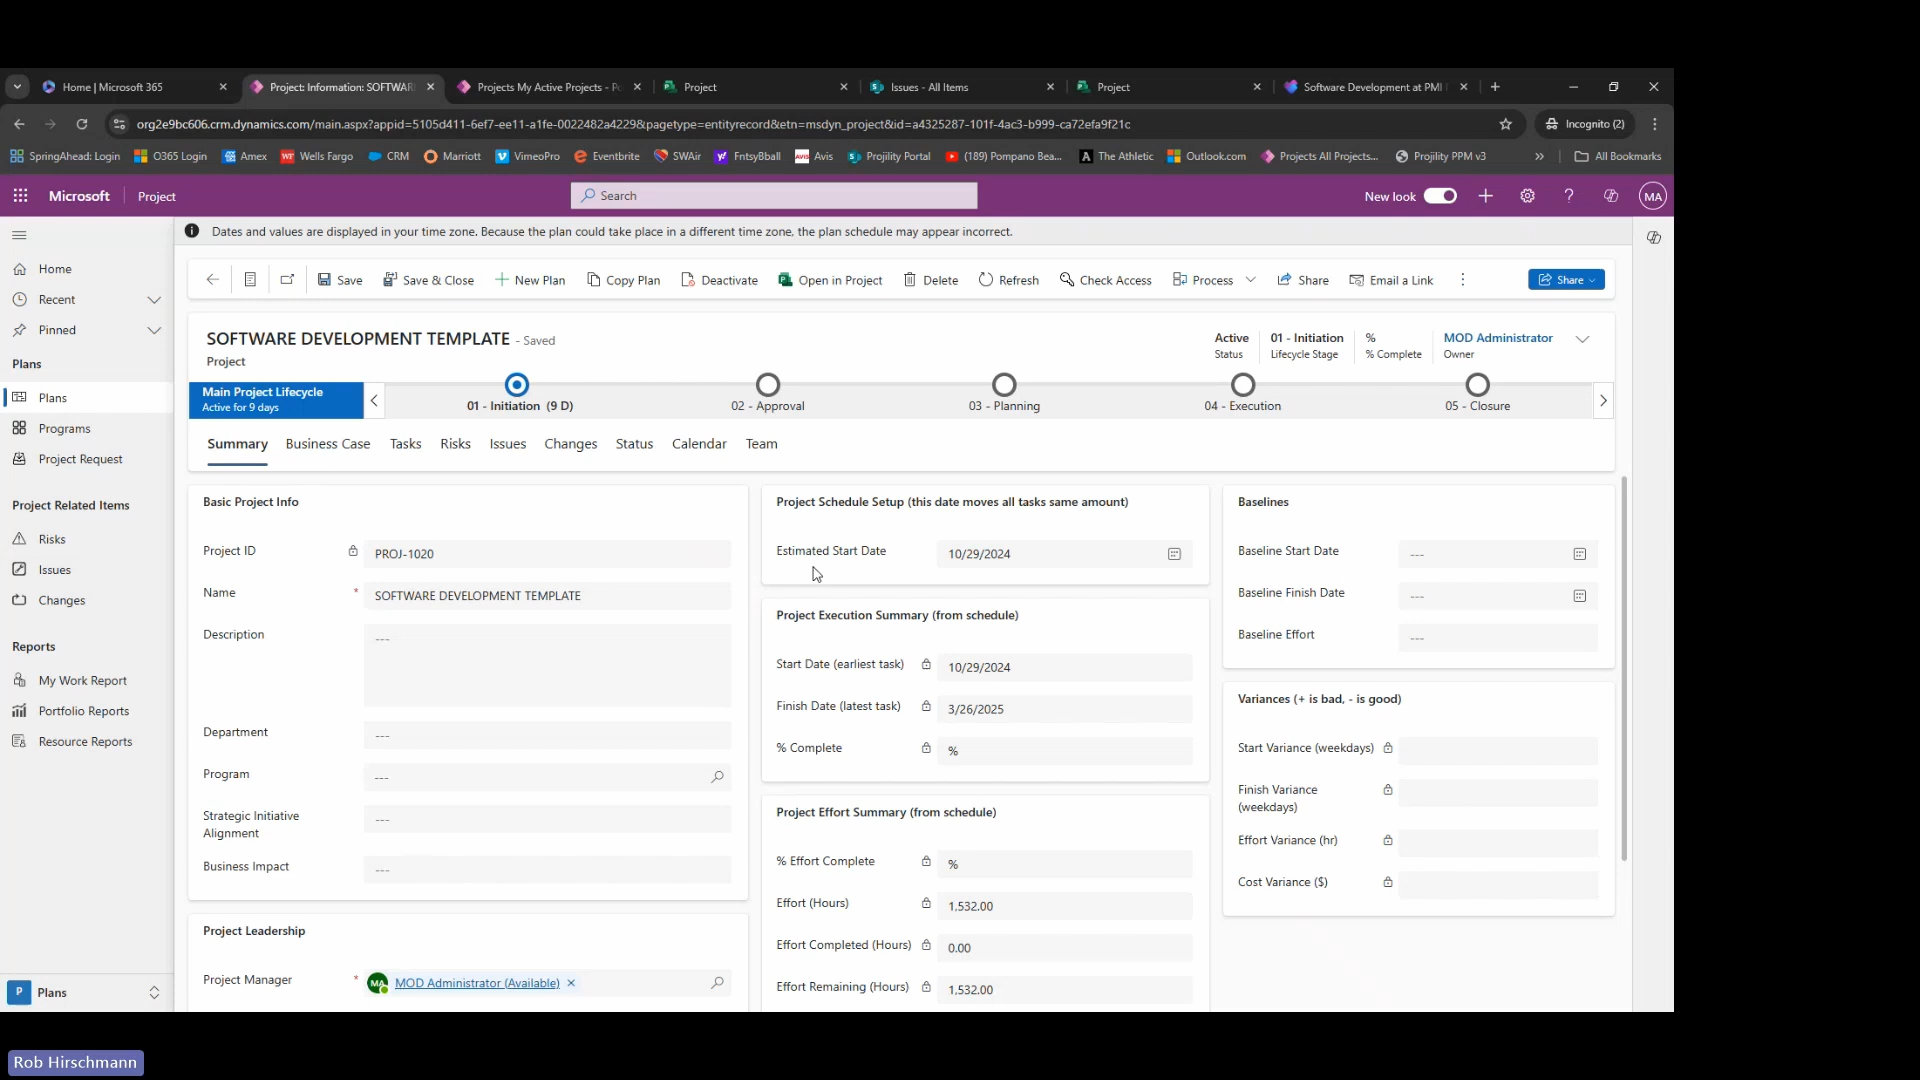 Home | Microsoft 365
Project: Information: SOFTWAR
Projects My Active Projects - Po
Project
Issues - All Items
Project
Software Development at PMI
org2e9bc606.crm.dynamics.com/main.aspx?appid=5105d411-6ef7-ee11-a1fe-0022482a4229&pagetype=entityrecord&etn=msdyn_project&id=a4325287-101f-4ac3-b999-ca72efa9f21c
Incognito (2)
SpringAhead: Login
O365 Login
Amex
Wells Fargo
CRM
Marriott
VimeoPro
Eventbrite
SWAir
FntsyBball
Avis
Projility Portal
(189) Pompano Bea...
The Athletic
Outlook.com
Projects All Projects...
Projility PPM v3
All Bookmarks
Microsoft
Project
Search
New look
MA
Dates and values are displayed in your time zone. Because the plan could take place in a different time zone, the plan schedule may appear incorrect.
Home
Recent
Pinned
Plans
Plans
Programs
Project Request
Project Related Items
Risks
Issues
Changes
Reports
My Work Report
Portfolio Reports
Resource Reports
P Plans
Save
Save & Close
New Plan
Copy Plan
Deactivate
Open in Project
Delete
Refresh
Check Access
Process
Share
Email a Link
Share
SOFTWARE DEVELOPMENT TEMPLATE - Saved
Project
Active
Status
01 - Initiation
Lifecycle Stage
%
% Complete
MOD Administrator
Owner
Main Project Lifecycle
Active for 9 days
01 - Initiation (9 D)
02 - Approval
03 - Planning
04 - Execution
05 - Closure
Summary
Business Case
Tasks
Risks
Issues
Changes
Status
Calendar
Team
Basic Project Info
Project ID
PROJ-1020
Name *
SOFTWARE DEVELOPMENT TEMPLATE
Description
---
Department
---
Program
---
Strategic Initiative
Alignment
---
Business Impact
---
Project Leadership
Project Manager *
MA MOD Administrator (Available)
Project Schedule Setup (this date moves all tasks same amount)
Estimated Start Date
10/29/2024
Project Execution Summary (from schedule)
Start Date (earliest task)
10/29/2024
Finish Date (latest task)
3/26/2025
% Complete
%
Project Effort Summary (from schedule)
% Effort Complete
%
Effort (Hours)
1,532.00
Effort Completed (Hours)
0.00
Effort Remaining (Hours)
1,532.00
Baselines
Baseline Start Date
---
Baseline Finish Date
---
Baseline Effort
---
Variances (+ is bad, - is good)
Start Variance (weekdays)
Finish Variance
(weekdays)
Effort Variance (hr)
Cost Variance ($)
Rob Hirschmann